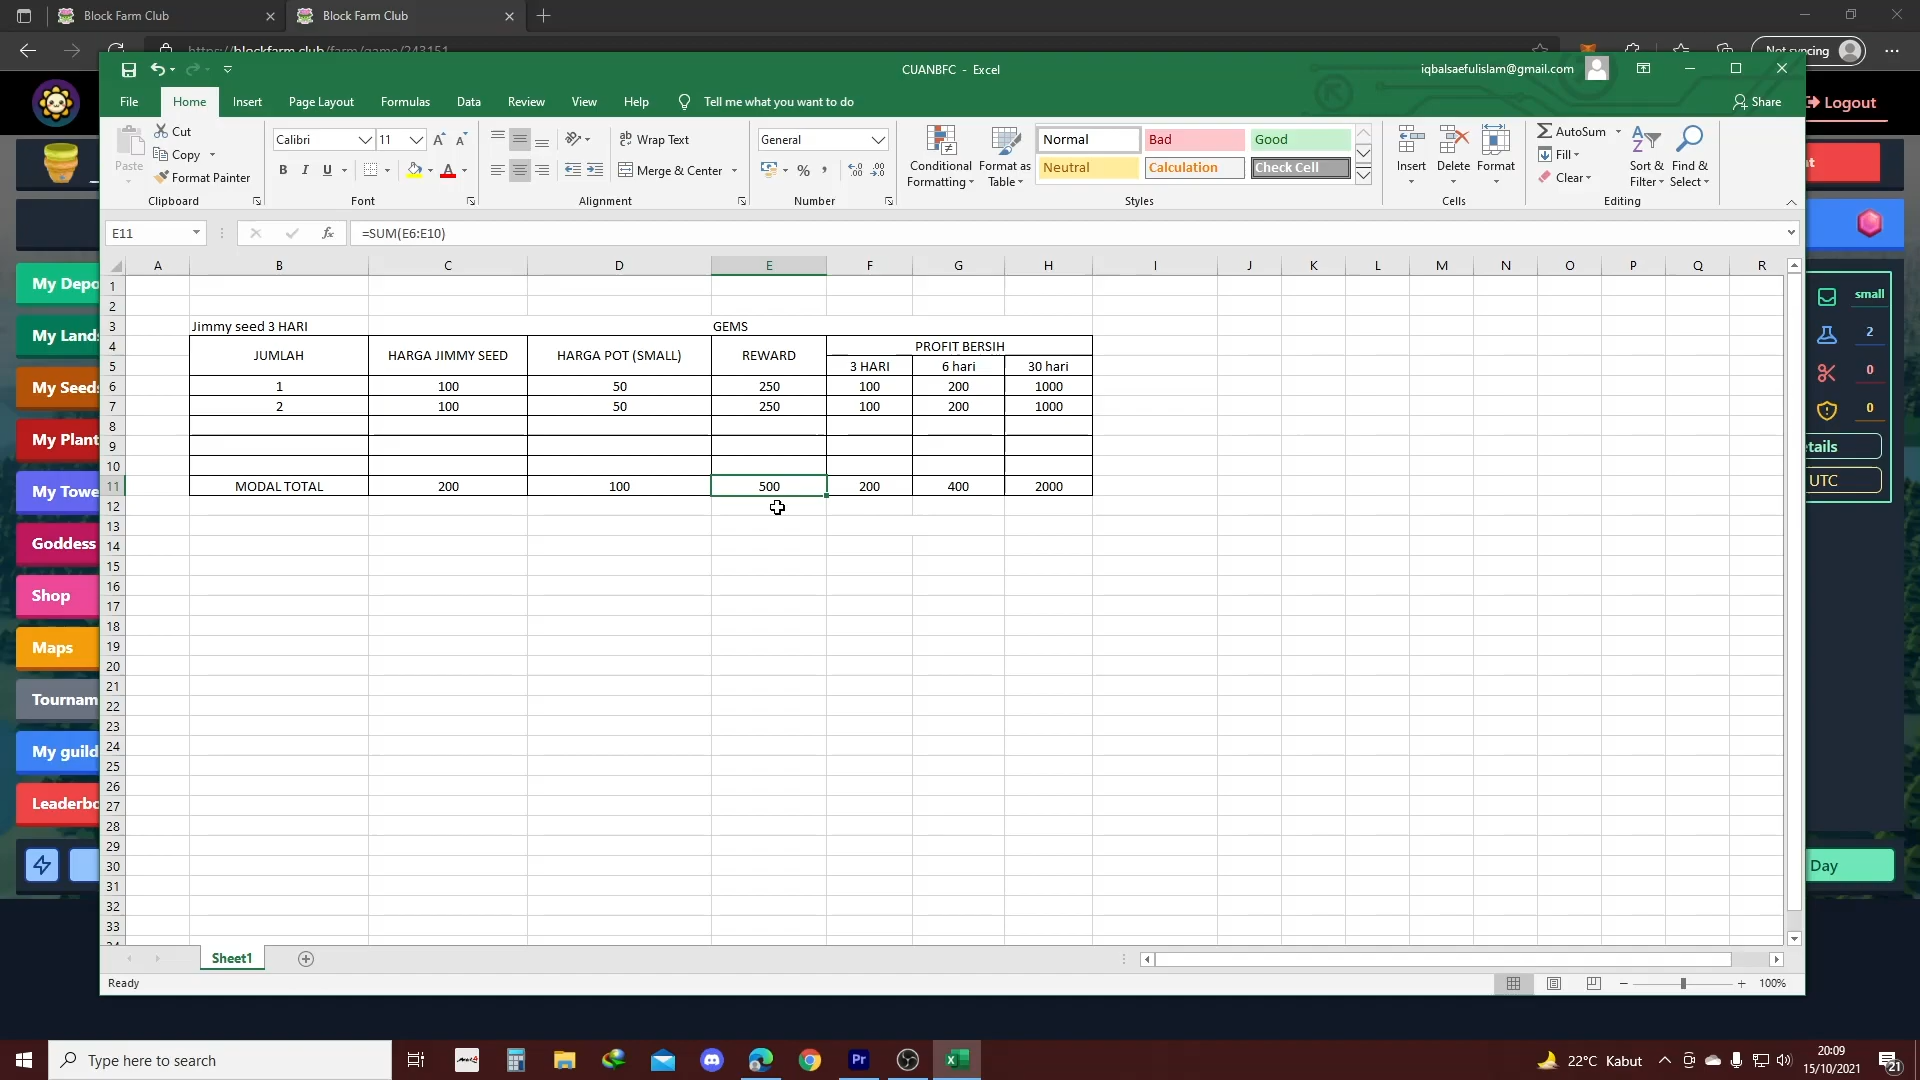 Block Farm Club
Block Farm Club
https://blockfarm.club/farm/game/243151
Not syncing
CUANBFC - Excel
iqbalsaefulislam@gmail.com
File Home Insert Page Layout Formulas Data Review View Help Tell me what you want to do
Share
Logout
Paste
Cut
Copy
Format Painter
Clipboard
Calibri 11
B I U
Font
Wrap Text
Merge & Center
Alignment
General
Number
Conditional Formatting
Format as Table
Normal Bad Good
Neutral Calculation Check Cell
Styles
Insert Delete Format
Cells
AutoSum
Fill
Clear
Sort & Filter
Find & Select
Editing
E11 fx =SUM(E6:E10)
A B C D E F G H I J K L M N O P Q R
1
2
3 Jimmy seed 3 HARI GEMS
4 JUMLAH HARGA JIMMY SEED HARGA POT (SMALL) REWARD PROFIT BERSIH
5 3 HARI 6 hari 30 hari
6 1 100 50 250 100 200 1000
7 2 100 50 250 100 200 1000
8
9
10
11 MODAL TOTAL 200 100 500 200 400 2000
12
13
14
15
16
17
18
19
20
21
22
23
24
25
26
27
28
29
30
31
32
33
My Depo
My Land
My Seed
My Plant
My Towe
Goddess
Shop
Maps
Tournam
My guild
Leaderbo
small
2
0
0
etails
UTC
Day
Sheet1
Ready
100%
Type here to search
Pr
22°C Kabut
20:09
15/10/2021
21